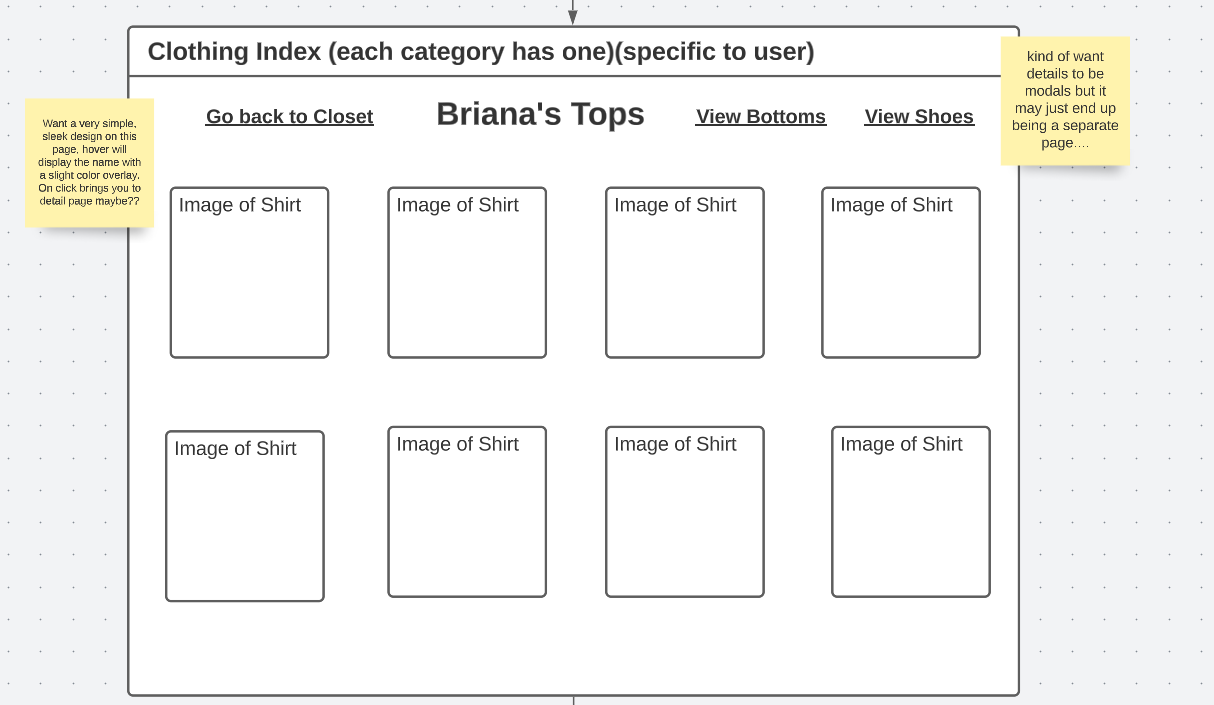 Clothing Index (each category has one)(specific to user)
kind of want
details to be
modals but it
may just end up
being a separate
page....
Want a very simple,
sleek design on this
page, hover will
display the name with
a slight color overlay.
On click brings you to
detail page maybe??
Go back to Closet Briana's Tops View Bottoms View Shoes
Image of Shirt Image of Shirt Image of Shirt Image of Shirt
Image of Shirt Image of Shirt Image of Shirt Image of Shirt